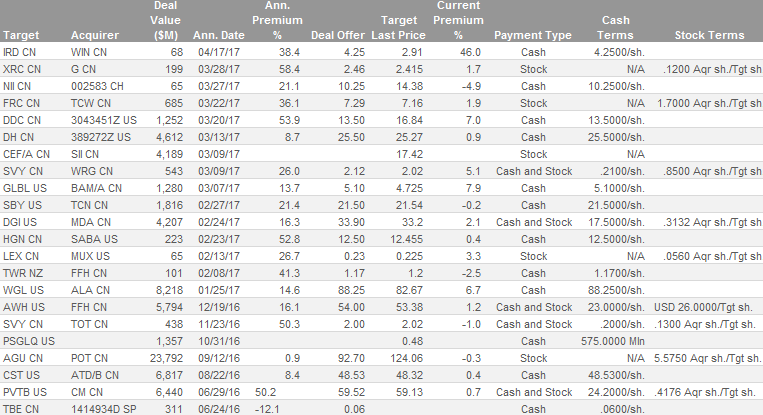 Deal Ann. Current
Value Premium Target Premium Cash
Target Acquirer ($M) Ann. Date % Deal Offer Last Price % Payment Type Terms Stock Terms
IRD CN WIN CN 68 04/17/17 38.4 4.25 2.91 46.0 Cash 4.2500/sh.
XRC CN G CN 199 03/28/17 58.4 2.46 2.415 1.7 Stock N/A .1200 Aqr sh./Tgt sh
NII CN 002583 CH 65 03/27/17 21.1 10.25 14.38 -4.9 Cash 10.2500/sh.
FRC CN TCW CN 685 03/22/17 36.1 7.29 7.16 1.9 Stock N/A 1.7000 Aqr sh./Tgt sh
DDC CN 3043451Z US 1,252 03/20/17 53.9 13.50 16.84 7.0 Cash 13.5000/sh.
DH CN 389272Z US 4,612 03/13/17 8.7 25.50 25.27 0.9 Cash 25.5000/sh.
CEF/A CN SII CN 4,189 03/09/17 17.42 Stock N/A
SVY CN WRG CN 543 03/09/17 26.0 2.12 2.02 5.1 Cash and Stock .2100/sh. .8500 Aqr sh./Tgt sh.
GLBL US BAM/A CN 1,280 03/07/17 13.7 5.10 4.725 7.9 Cash 5.1000/sh.
SBY US TCN CN 1,816 02/27/17 21.4 21.50 21.54 -0.2 Cash 21.5000/sh.
DGI US MDA CN 4,207 02/24/17 16.3 33.90 33.2 2.1 Cash and Stock 17.5000/sh. .3132 Aqr sh./Tgt sh.
HGN CN SABA US 223 02/23/17 52.8 12.50 12.455 0.4 Cash 12.5000/sh.
LEX CN MUX US 65 02/13/17 26.7 0.23 0.225 3.3 Stock N/A .0560 Aqr sh./Tgt sh.
TWR NZ FFH CN 101 02/08/17 41.3 1.17 1.2 -2.5 Cash 1.1700/sh.
WGL US ALA CN 8,218 01/25/17 14.6 88.25 82.67 6.7 Cash 88.2500/sh.
AWH US FFH CN 5,794 12/19/16 16.1 54.00 53.38 1.2 Cash and Stock 23.0000/sh. USD 26.0000/Tgt sh.
SVY CN TOT CN 438 11/23/16 50.3 2.00 2.02 -1.0 Cash and Stock .2000/sh. .1300 Aqr sh./Tgt sh.
PSGLQ US 1,357 10/31/16 0.48 Cash 575.0000 Mln
AGU CN POT CN 23,792 09/12/16 0.9 92.70 124.06 -0.3 Stock N/A 5.5750 Aqr sh./Tgt sh.
CST US ATD/B CN 6,817 08/22/16 8.4 48.53 48.32 0.4 Cash 48.5300/sh.
PVTB US CM CN 6,440 06/29/16 50.2 59.52 59.13 0.7 Cash and Stock 24.2000/sh. .4176 Aqr sh./Tgt sh.
TBE CN 1414934D SP 311 06/24/16 -12.1 0.06 Cash .0600/sh.